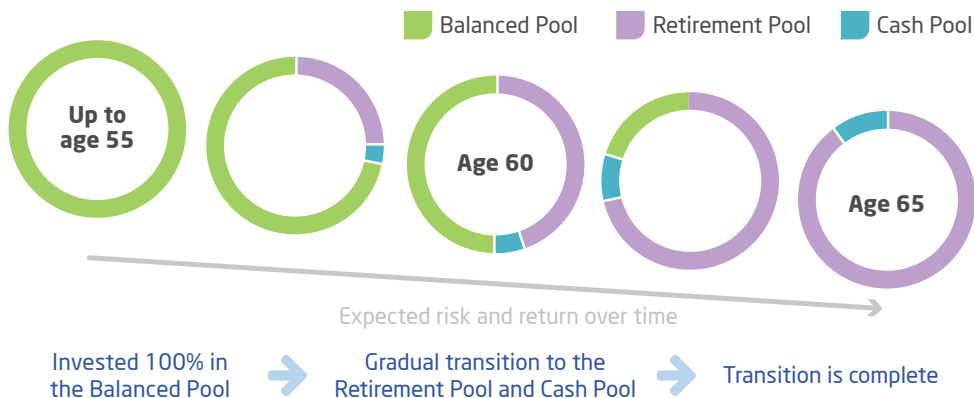 Balanced Pool
Retirement Pool
Cash Pool
Up to
age 55
Age 60
Age 65
Expected risk and return over time
Invested 100% in
the Balanced Pool
Gradual transition to the
Retirement Pool and Cash Pool
Transition is complete